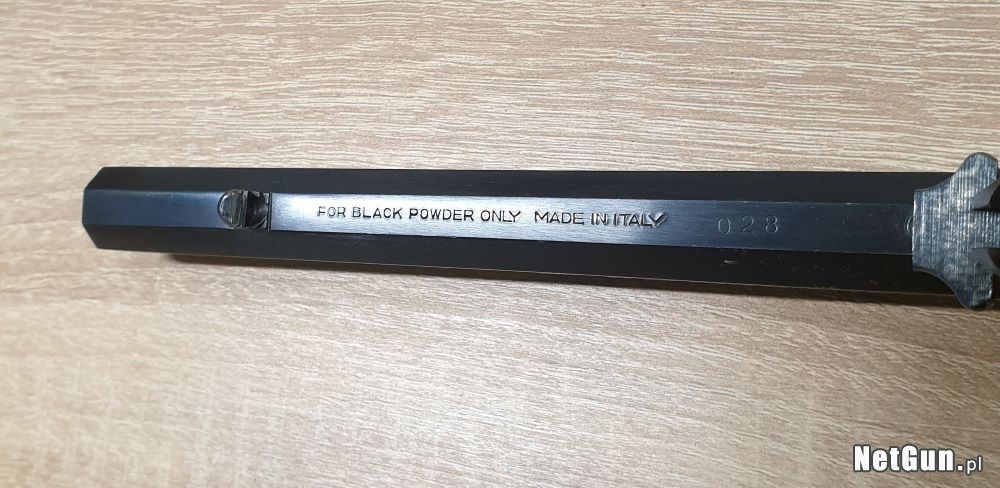 FOR BLACK POWDER ONLY MADE IN ITALY
028
NetGun.pl